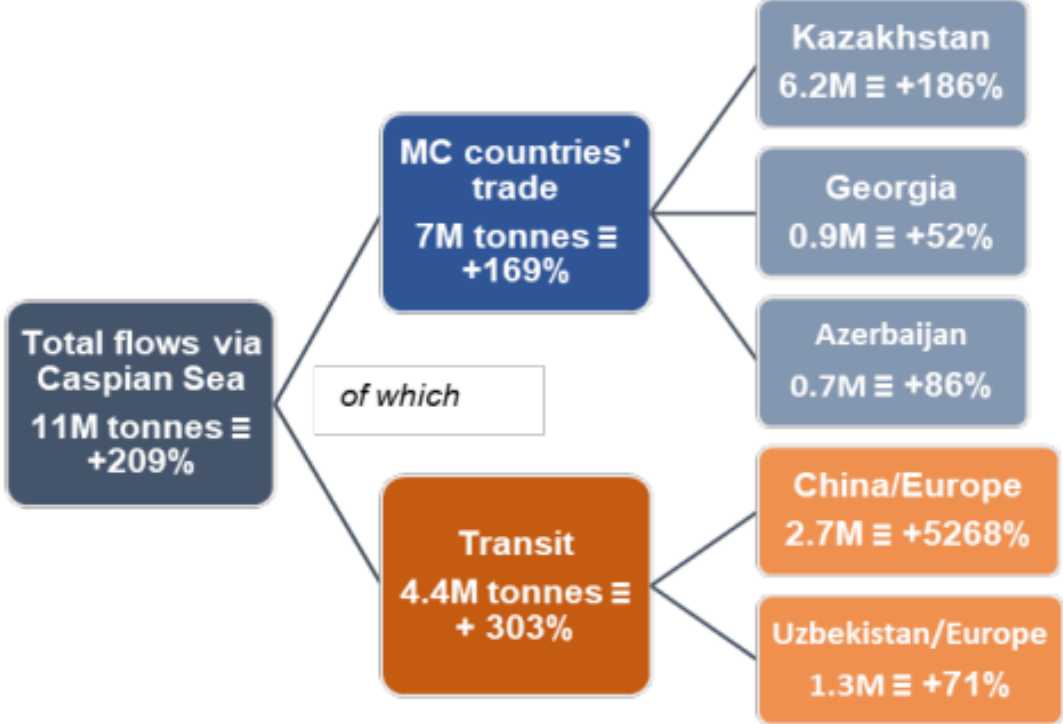 Total flows via
Caspian Sea
11M tonnes ≡
+209%
of which
MC countries'
trade
7M tonnes ≡
+169%
Kazakhstan
6.2M ≡ +186%
Georgia
0.9M ≡ +52%
Azerbaijan
0.7M ≡ +86%
Transit
4.4M tonnes ≡
+ 303%
China/Europe
2.7M ≡ +5268%
Uzbekistan/Europe
1.3M ≡ +71%